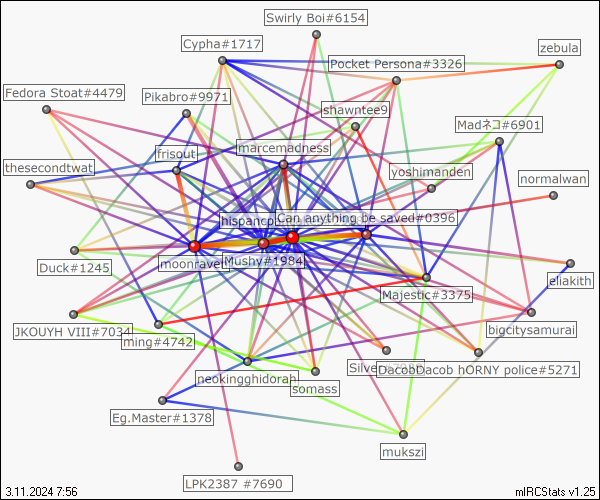 Swirly Boi#6154
Cypha#1717
zebula
Pocket Persona#3326
Fedora Stoat#4479
Pikabro#9971
shawntee9
Madネコ#6901
marcemadness
frisout
thesecondtwat
yoshimanden
normalwan
Can anything be saved#0396
moonraven
Mushy#1984
Duck#1245
eliakith
Majestic#3375
JKOUYH VIII#7034
bigcitysamurai
ming#4742
DacobDacob hORNY police#5271
neokingghidorah
somass
Eg.Master#1378
mukszi
LPK2387 #7690
3.11.2024 7:56
mIRCStats v1.25